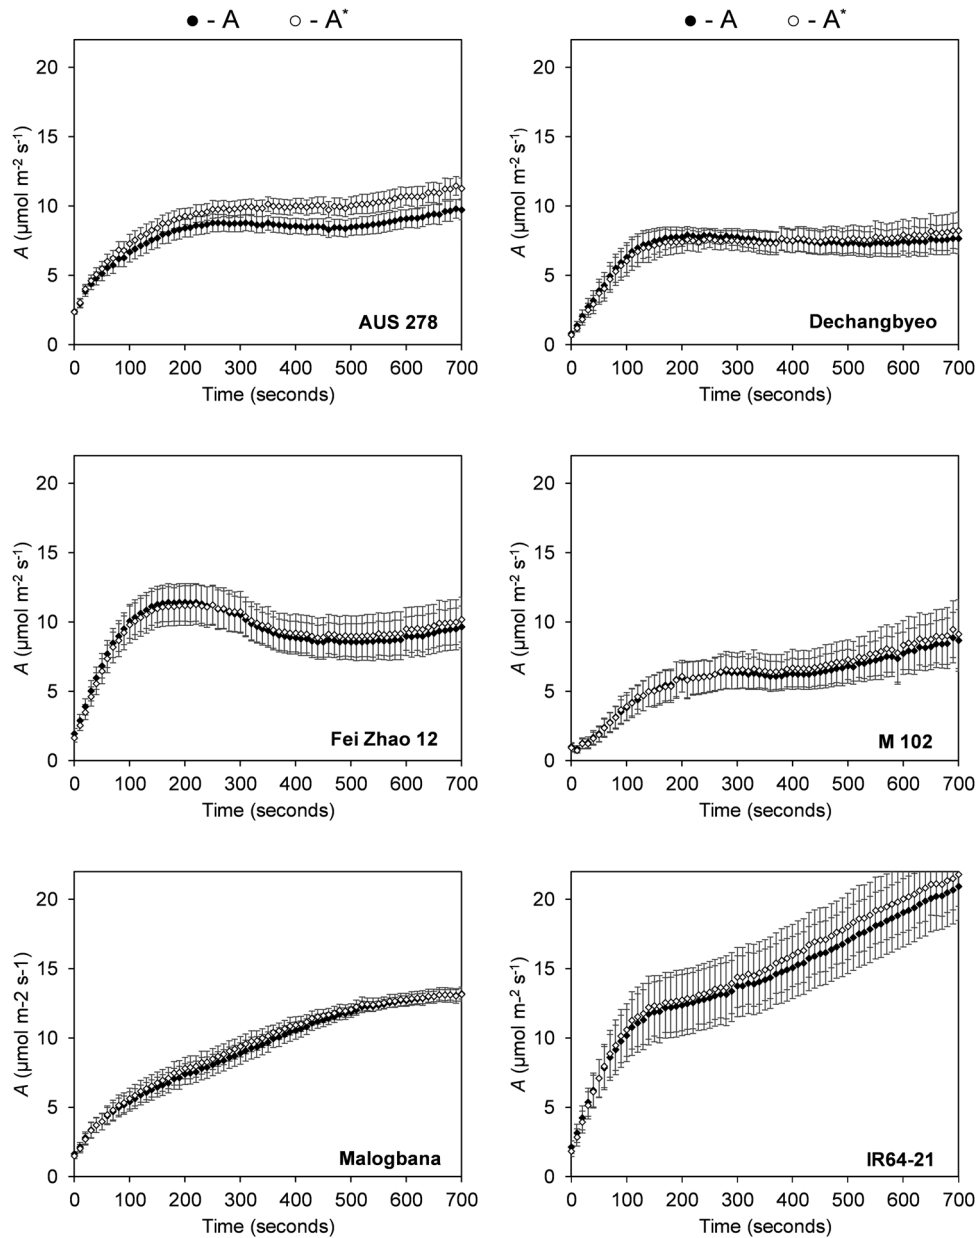 ● - A ○ - A*
● - A ○ - A*
A (µmol m-2 s-1)
20
15
10
5
0
AUS 278
0 100 200 300 400 500 600 700
Time (seconds)
A (µmol m-2 s-1)
20
15
10
5
0
Dechangbyeo
0 100 200 300 400 500 600 700
Time (seconds)
A (µmol m-2 s-1)
20
15
10
5
0
Fei Zhao 12
0 100 200 300 400 500 600 700
Time (seconds)
A (µmol m-2 s-1)
20
15
10
5
0
M 102
0 100 200 300 400 500 600 700
Time (seconds)
A (µmol m-2 s-1)
20
15
10
5
0
Malogbana
0 100 200 300 400 500 600 700
Time (seconds)
A (µmol m-2 s-1)
20
15
10
5
0
IR64-21
0 100 200 300 400 500 600 700
Time (seconds)